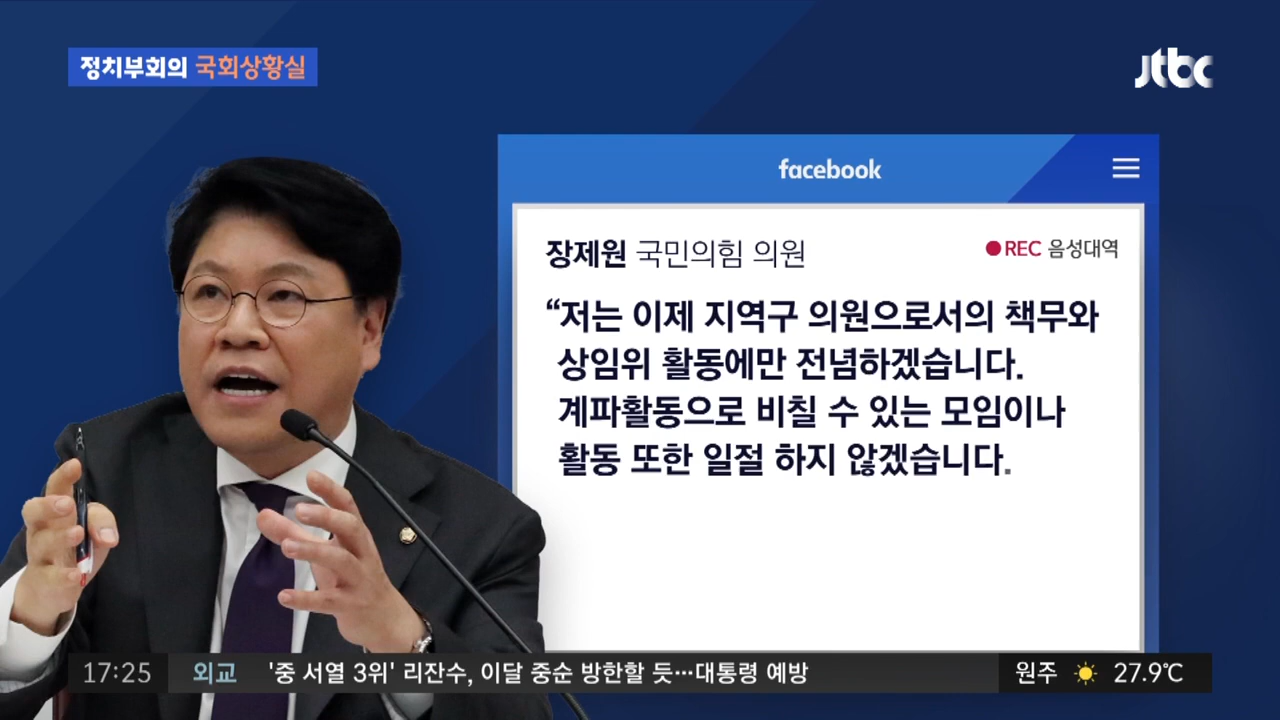 정치부회의 국회상황실
jtbc
facebook
장제원 국민의힘 의원
●REC 음성대역
“저는 이제 지역구 의원으로서의 책무와
상임위 활동에만 전념하겠습니다.
계파활동으로 비칠 수 있는 모임이나
활동 또한 일절 하지 않겠습니다.
17:25 외교 '중 서열 3위' 리잔수, 이달 중순 방한할 듯…대통령 예방 원주 27.9℃